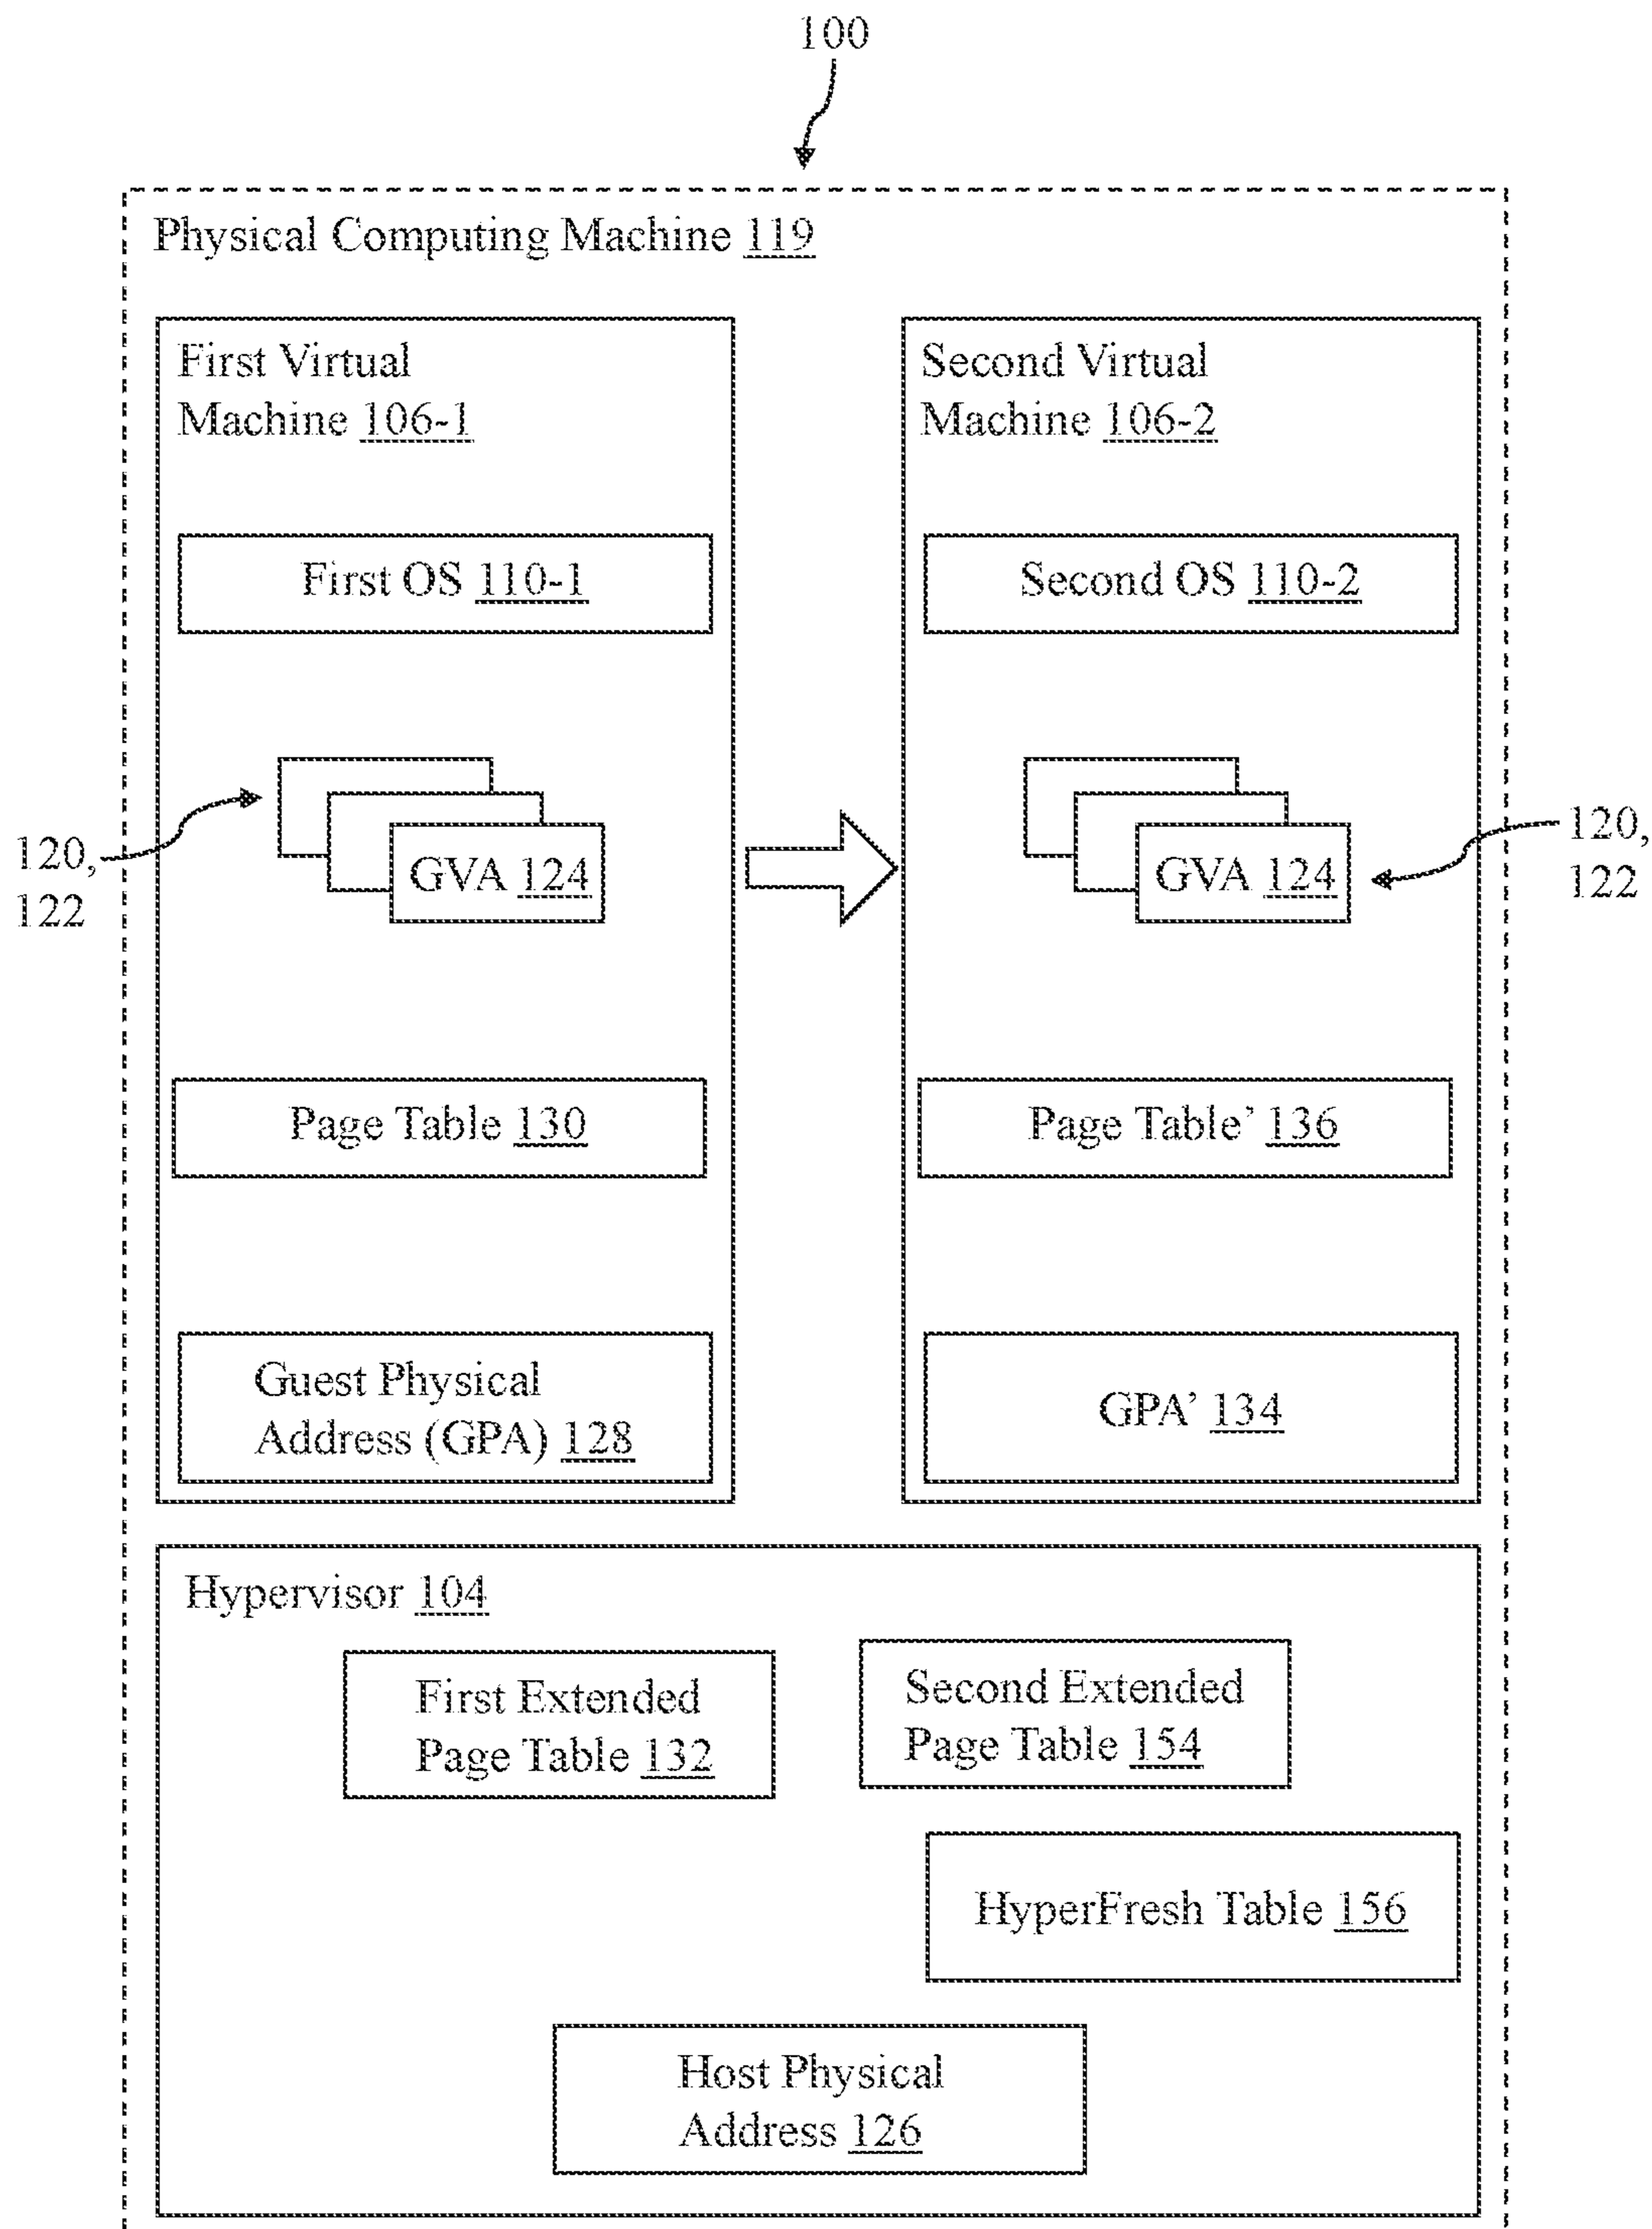 100
Physical Computing Machine 119
First Virtual
Machine 106-1
First OS 110-1
120,
122
GVA 124
Page Table 130
Guest Physical
Address (GPA) 128
Second Virtual
Machine 106-2
Second OS 110-2
GVA 124
120,
122
Page Table’ 136
GPA’ 134
Hypervisor 104
First Extended
Page Table 132
Second Extended
Page Table 154
HyperFresh Table 156
Host Physical
Address 126